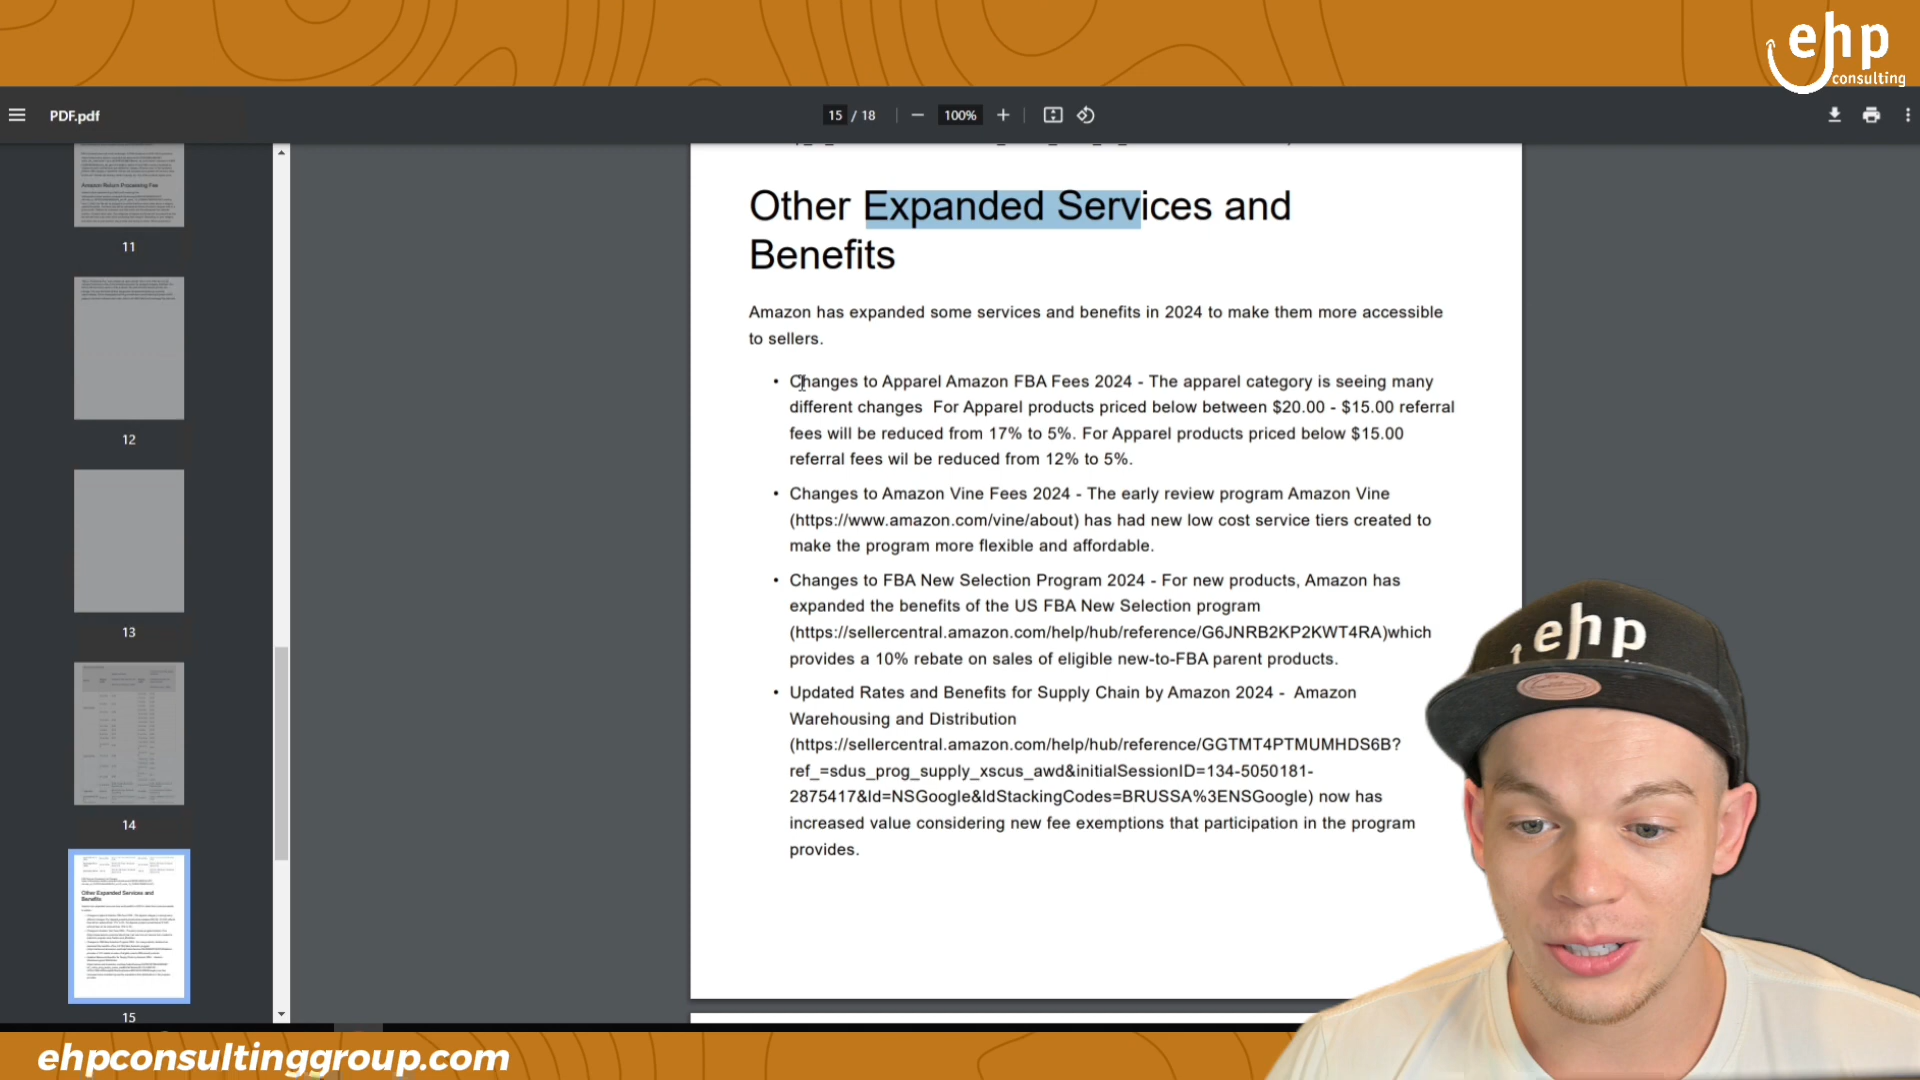 ehp
consulting
PDF.pdf
15 / 18
100%
Amazon Return Processing Fee
11
12
13
14
Other Expanded Services and
Benefits
15
Other Expanded Services and
Benefits
Amazon has expanded some services and benefits in 2024 to make them more accessible
to sellers.
• Changes to Apparel Amazon FBA Fees 2024 - The apparel category is seeing many
different changes  For Apparel products priced below between $20.00 - $15.00 referral
fees will be reduced from 17% to 5%. For Apparel products priced below $15.00
referral fees wil be reduced from 12% to 5%.
• Changes to Amazon Vine Fees 2024 - The early review program Amazon Vine
(https://www.amazon.com/vine/about) has had new low cost service tiers created to
make the program more flexible and affordable.
• Changes to FBA New Selection Program 2024 - For new products, Amazon has
expanded the benefits of the US FBA New Selection program
(https://sellercentral.amazon.com/help/hub/reference/G6JNRB2KP2KWT4RA)which
provides a 10% rebate on sales of eligible new-to-FBA parent products.
• Updated Rates and Benefits for Supply Chain by Amazon 2024 -  Amazon
Warehousing and Distribution
(https://sellercentral.amazon.com/help/hub/reference/GGTMT4PTMUMHDS6B?
ref_=sdus_prog_supply_xscus_awd&initialSessionID=134-5050181-
2875417&ld=NSGoogle&ldStackingCodes=BRUSSA%3ENSGoogle) now has
increased value considering new fee exemptions that participation in the program
provides.
ehp
ehpconsultinggroup.com